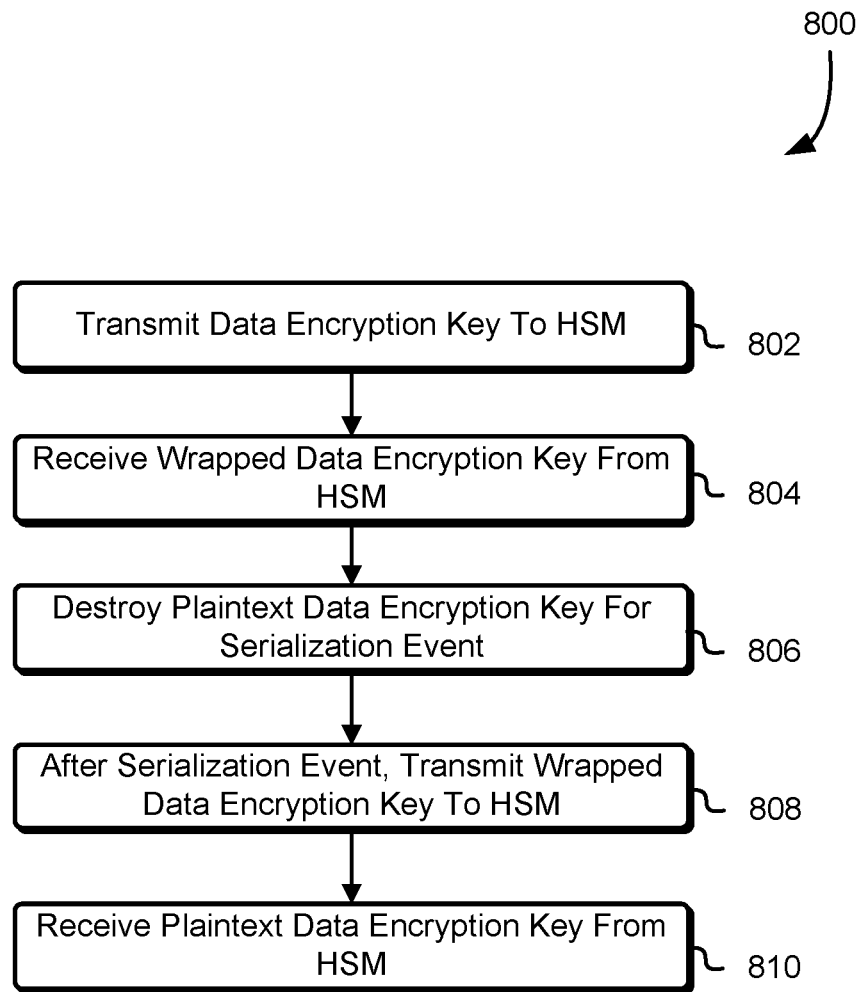 800
Transmit Data Encryption Key To HSM
802
Receive Wrapped Data Encryption Key From
HSM
804
Destroy Plaintext Data Encryption Key For
Serialization Event
806
After Serialization Event, Transmit Wrapped
Data Encryption Key To HSM
808
Receive Plaintext Data Encryption Key From
HSM
810